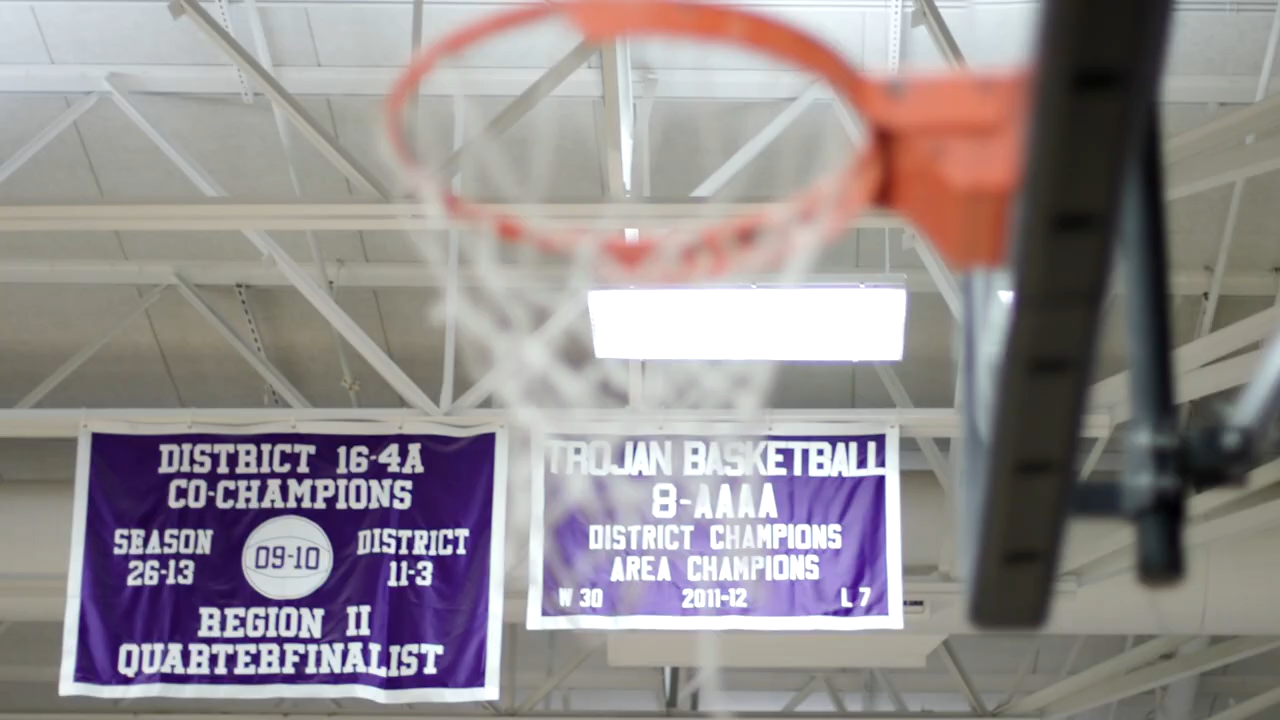 DISTRICT 16-4A
CO-CHAMPIONS
SEASON 09-10 DISTRICT
26-13 11-3
REGION II
QUARTERFINALIST
TROJAN BASKETBALL
8-AAAA
DISTRICT CHAMPIONS
AREA CHAMPIONS
W 30 2011-12 L 7